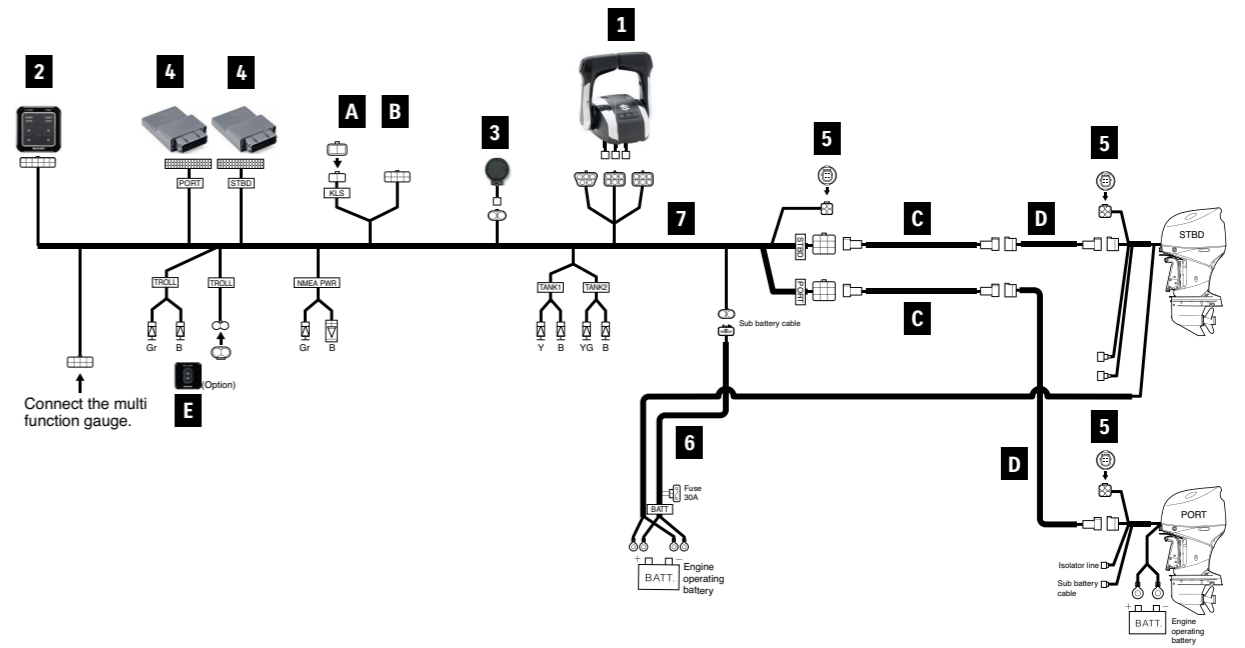 1
2
4
4
A
B
3
5
5
PORT
STBD
KLS
7
C
D
STBD
STBD
PORT
C
TROLL
TROLL
NMEA PWR
TANK1
TANK2
Sub battery cable
Gr
B
Gr
B
Y
B
YG
B
(Option)
E
Connect the multi
function gauge.
6
D
5
Fuse
30A
BATT
PORT
+
−
BATT.
Engine
operating
battery
Isolator line
Sub battery
cable
+
−
BATT.
Engine
operating
battery